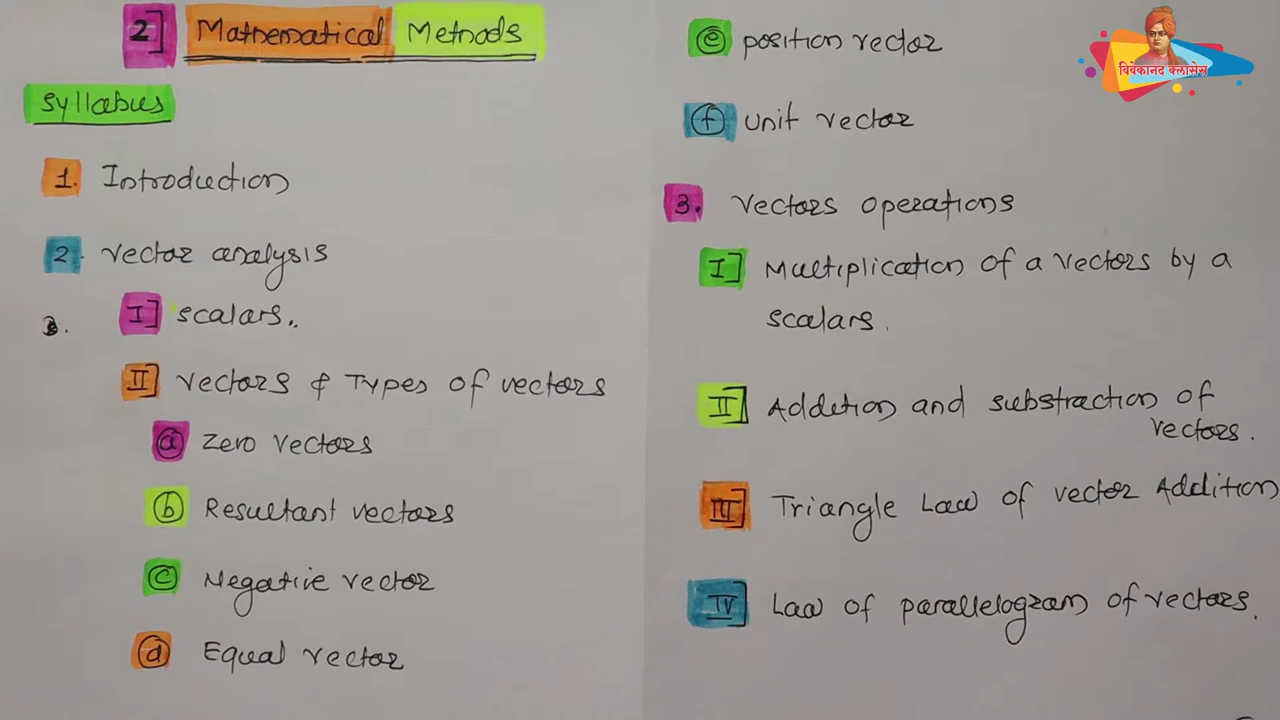 2] Mathematical Methods
Syllabus
1. Introduction
2. Vector analysis
3.
I] scalars..
II] Vectors & Types of vectors
a Zero Vectors
b Resultant vectors
c Negative vector
d Equal vector
e position vector
f Unit vector
3. Vectors operations
I] Multiplication of a vectors by a
scalars.
II] Addetion and substraction of
vectors.
III] Triangle Law of vector Addition
IV] Law of parallelogram of vectors.
विवेकानंद क्लासेस